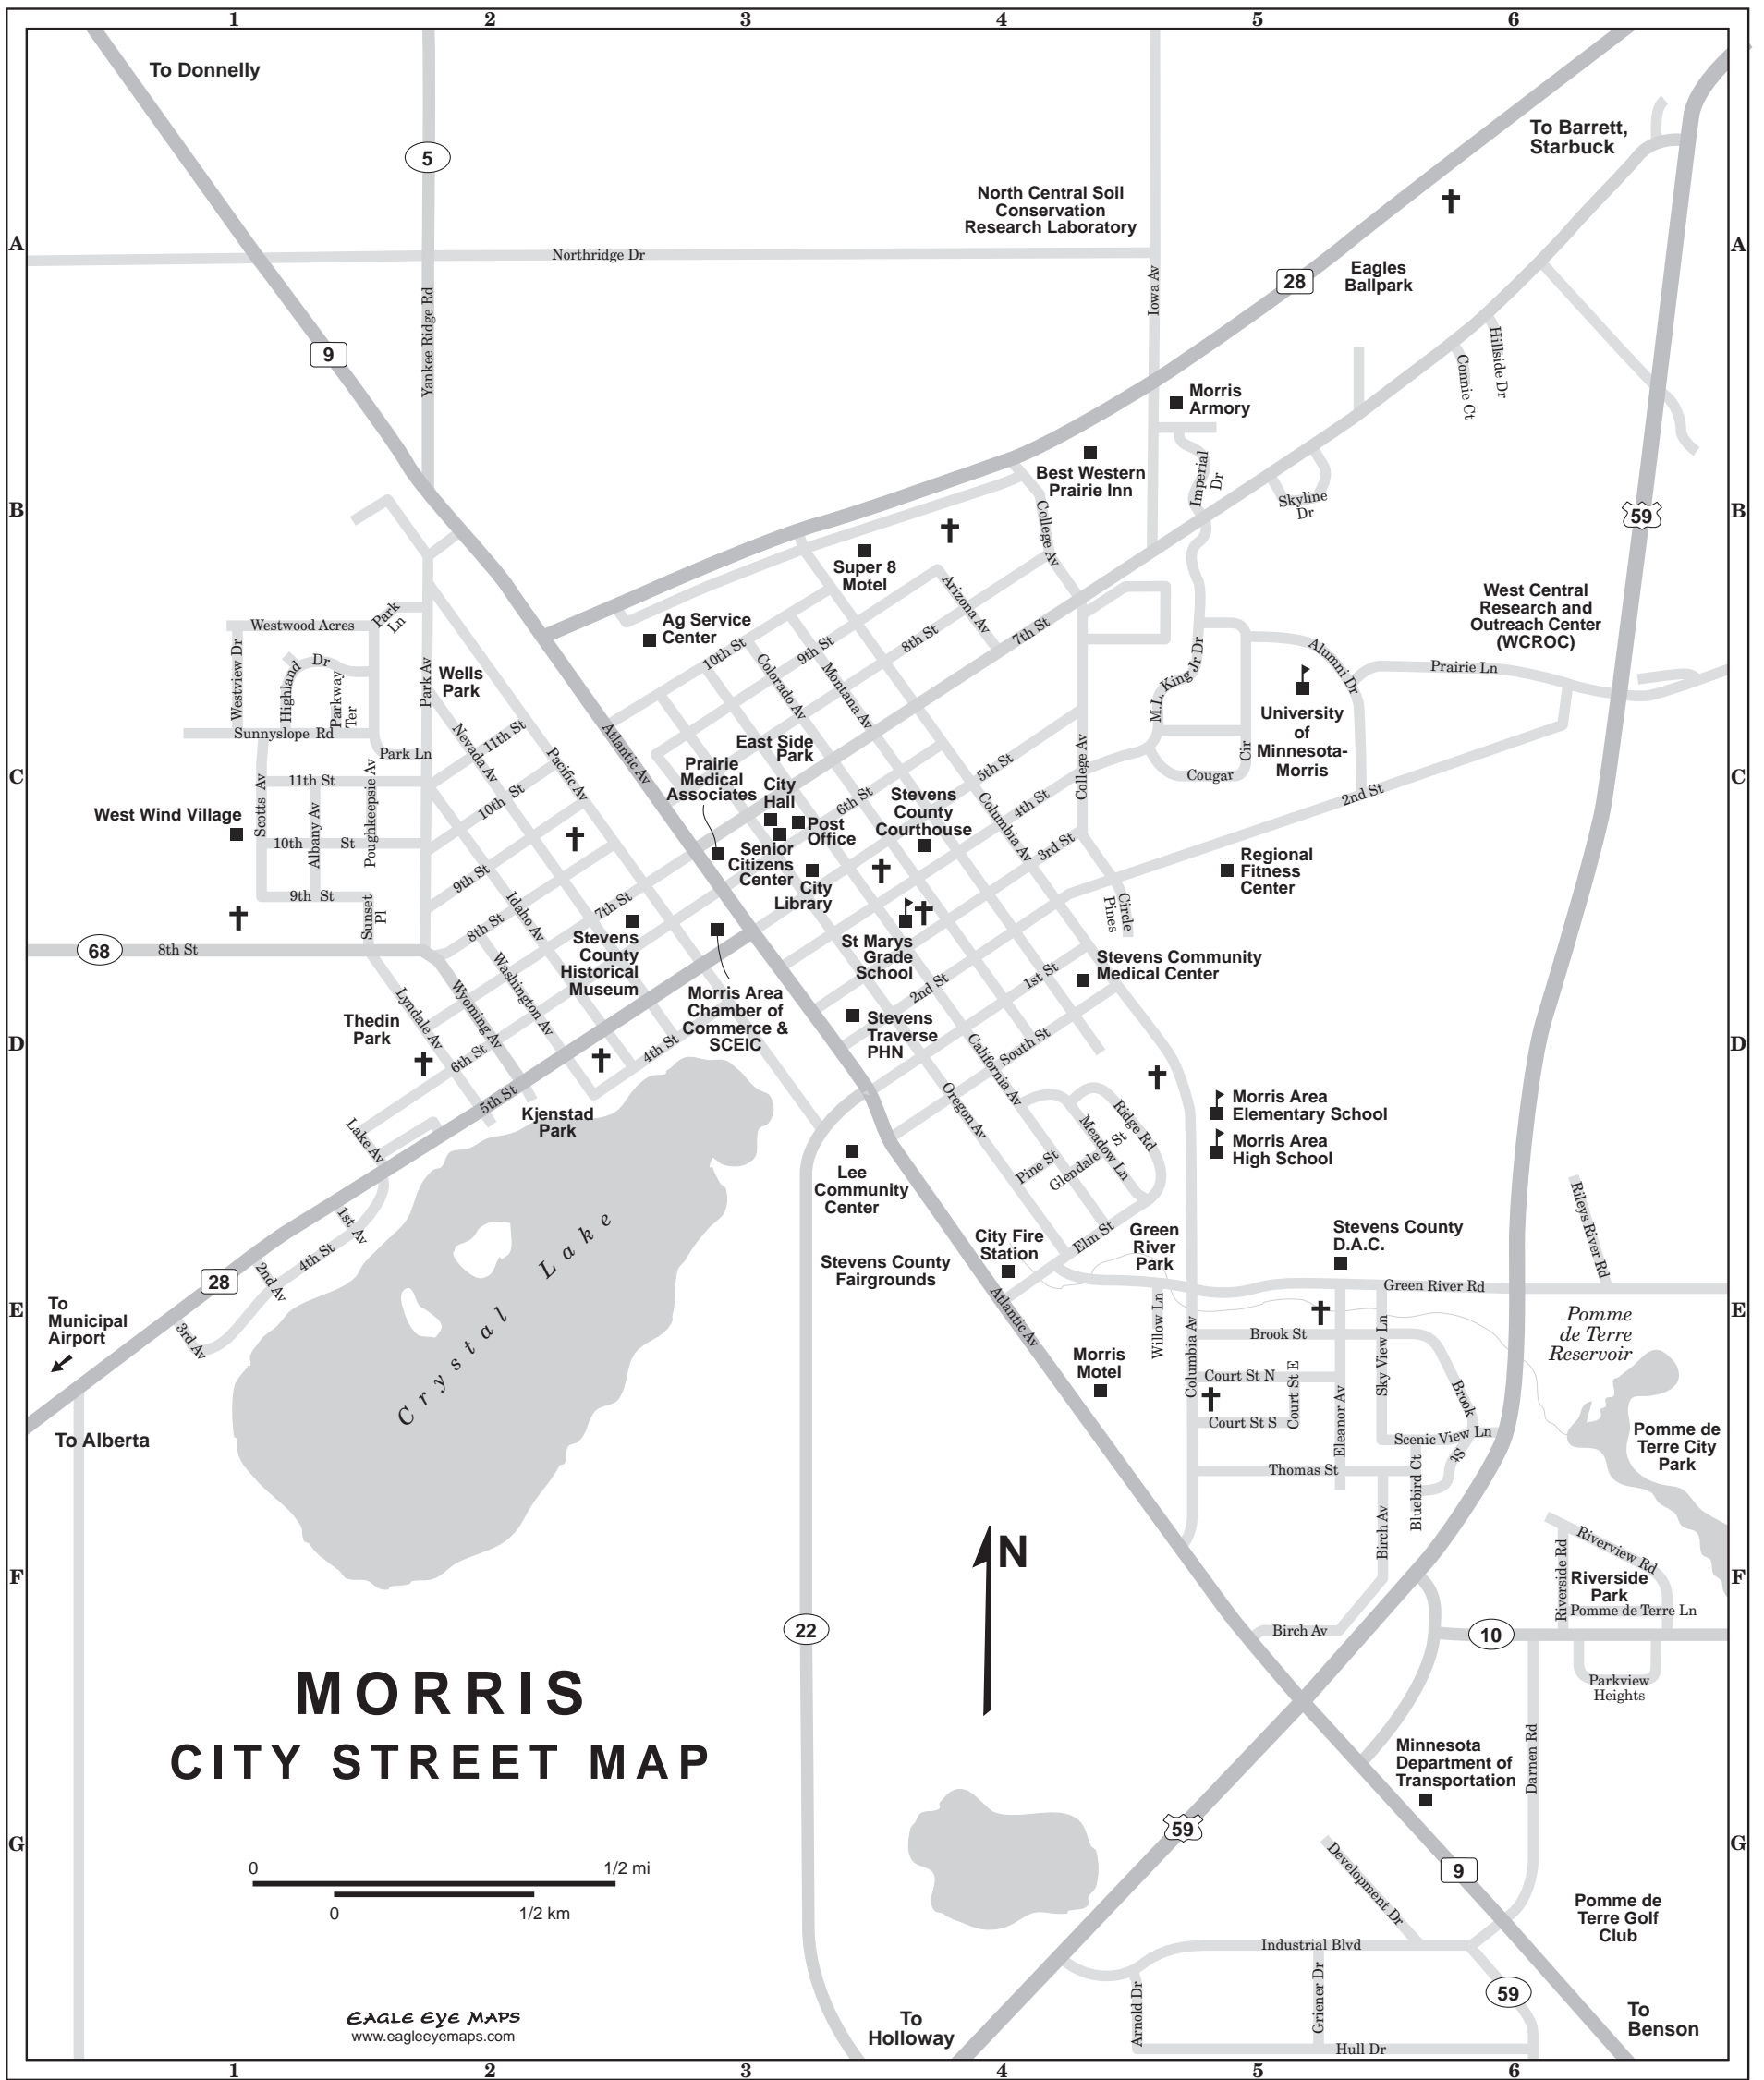 1 2 3 4 5 6
To Donnelly
5
To Barrett,
Starbuck
North Central Soil
Conservation
Research Laboratory
A A
Northridge Dr
Iowa Av
28
Eagles
Ballpark
Yankee Ridge Rd
9
Hillside Dr
Connie Ct
Morris
Armory
Best Western
Prairie Inn
Imperial
Dr
Skyline
Dr
B B
59
College Av
Super 8
Motel
Arizona Av
West Central
Research and
Outreach Center
(WCROC)
Ag Service
Center
Park
Ln
Westwood Acres
Westview Dr
Highland
Dr
Parkway
Ter
Park Av
Wells
Park
10th St
9th St
8th St
7th St
Colorado Av
Montana Av
M.L. King Jr Dr
Alumni Dr
Prairie Ln
University
of
Minnesota-
Morris
Sunnyslope Rd
Park Ln
Nevada Av
11th St
Pacific Av
Atlantic Av
East Side
Park
Prairie
Medical
Associates
City
Hall
6th St
Post
Office
Stevens
County
Courthouse
5th St
4th St
3rd St
Columbia Av
College Av
Cougar
Cir
2nd St
C C
11th St
Scotts Av
Albany Av
Poughkeepsie Av
West Wind Village
10th St
10th St
9th St
Sunset
Pl
9th St
Idaho Av
7th St
8th St
Senior
Citizens
Center
City
Library
Regional
Fitness
Center
Circle
Pines
68
8th St
Stevens
County
Historical
Museum
St Marys
Grade
School
Stevens Community
Medical Center
2nd St
1st St
Lyndale Av
Wyoming Av
Washington Av
Morris Area
Chamber of
Commerce &
SCEIC
Stevens
Traverse
PHN
Thedin
Park
D D
6th St
4th St
5th St
California Av
South St
Oregon Av
Kjenstad
Park
Lake Av
Morris Area
Elementary School
Morris Area
High School
Ridge Rd
Meadow Ln
Pine St
Glendale St
Lee
Community
Center
1st Av
4th St
2nd Av
3rd Av
28
Crystal Lake
Elm St
Green
River
Park
City Fire
Station
Stevens County
Fairgrounds
Stevens County
D.A.C.
Rileys River Rd
Green River Rd
To
Municipal
Airport
E E
Atlantic Av
Willow Ln
Columbia Av
Brook St
Sky View Ln
Pomme
de Terre
Reservoir
Morris
Motel
Court St N
Court St E
Court St S
Eleanor Av
Brook
St
Scenic View Ln
Thomas St
Bluebird Ct
Birch Av
Pomme de
Terre City
Park
To Alberta
N
F F
Riverview Rd
Riverside Rd
Riverside
Park
Pomme de Terre Ln
22
Birch Av
10
Parkview
Heights
MORRIS
CITY STREET MAP
Minnesota
Department of
Transportation
Darnen Rd
59
G G
9
0 1/2 mi
0 1/2 km
Development Dr
Pomme de
Terre Golf
Club
Industrial Blvd
Griener Dr
Arnold Dr
59
Hull Dr
To
Holloway
To
Benson
EAGLE EYE MAPS
www.eagleeyemaps.com
1 2 3 4 5 6